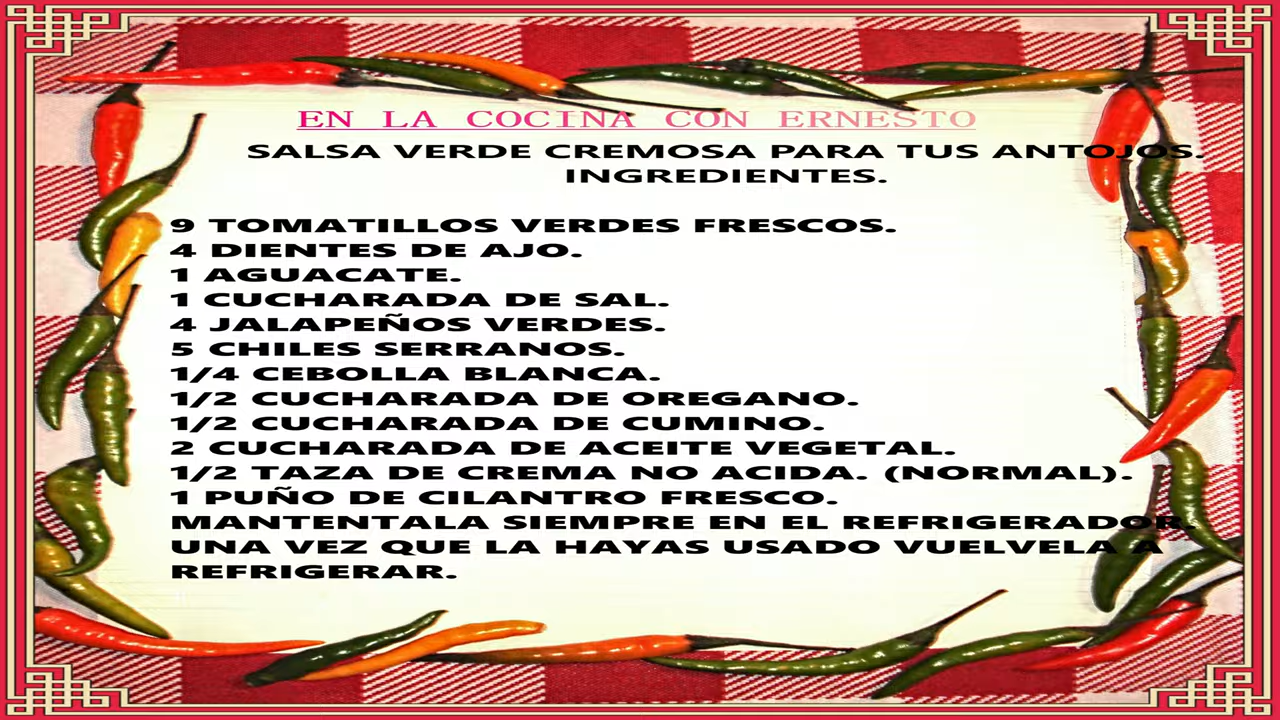 EN LA COCINA CON ERNESTO
SALSA VERDE CREMOSA PARA TUS ANTOJOS.
INGREDIENTES.
9 TOMATILLOS VERDES FRESCOS.
4 DIENTES DE AJO.
1 AGUACATE.
1 CUCHARADA DE SAL.
4 JALAPEÑOS VERDES.
5 CHILES SERRANOS.
1/4 CEBOLLA BLANCA.
1/2 CUCHARADA DE OREGANO.
1/2 CUCHARADA DE CUMINO.
2 CUCHARADA DE ACEITE VEGETAL.
1/2 TAZA DE CREMA NO ACIDA. (NORMAL).
1 PUÑO DE CILANTRO FRESCO.
MANTENTALA SIEMPRE EN EL REFRIGERADOR.
UNA VEZ QUE LA HAYAS USADO VUELVELA A
REFRIGERAR.